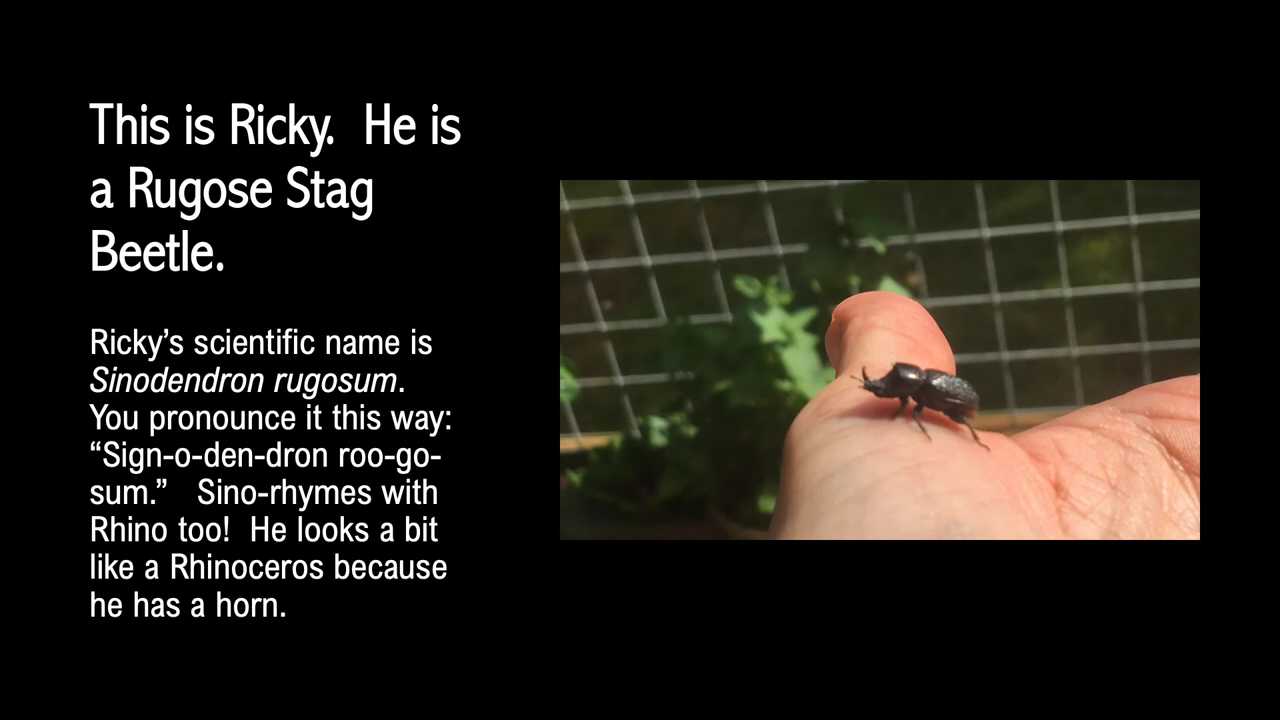 This is Ricky.  He is
a Rugose Stag
Beetle.
Ricky’s scientific name is
Sinodendron rugosum.
You pronounce it this way:
“Sign-o-den-dron roo-go-
sum.”   Sino-rhymes with
Rhino too!  He looks a bit
like a Rhinoceros because
he has a horn.